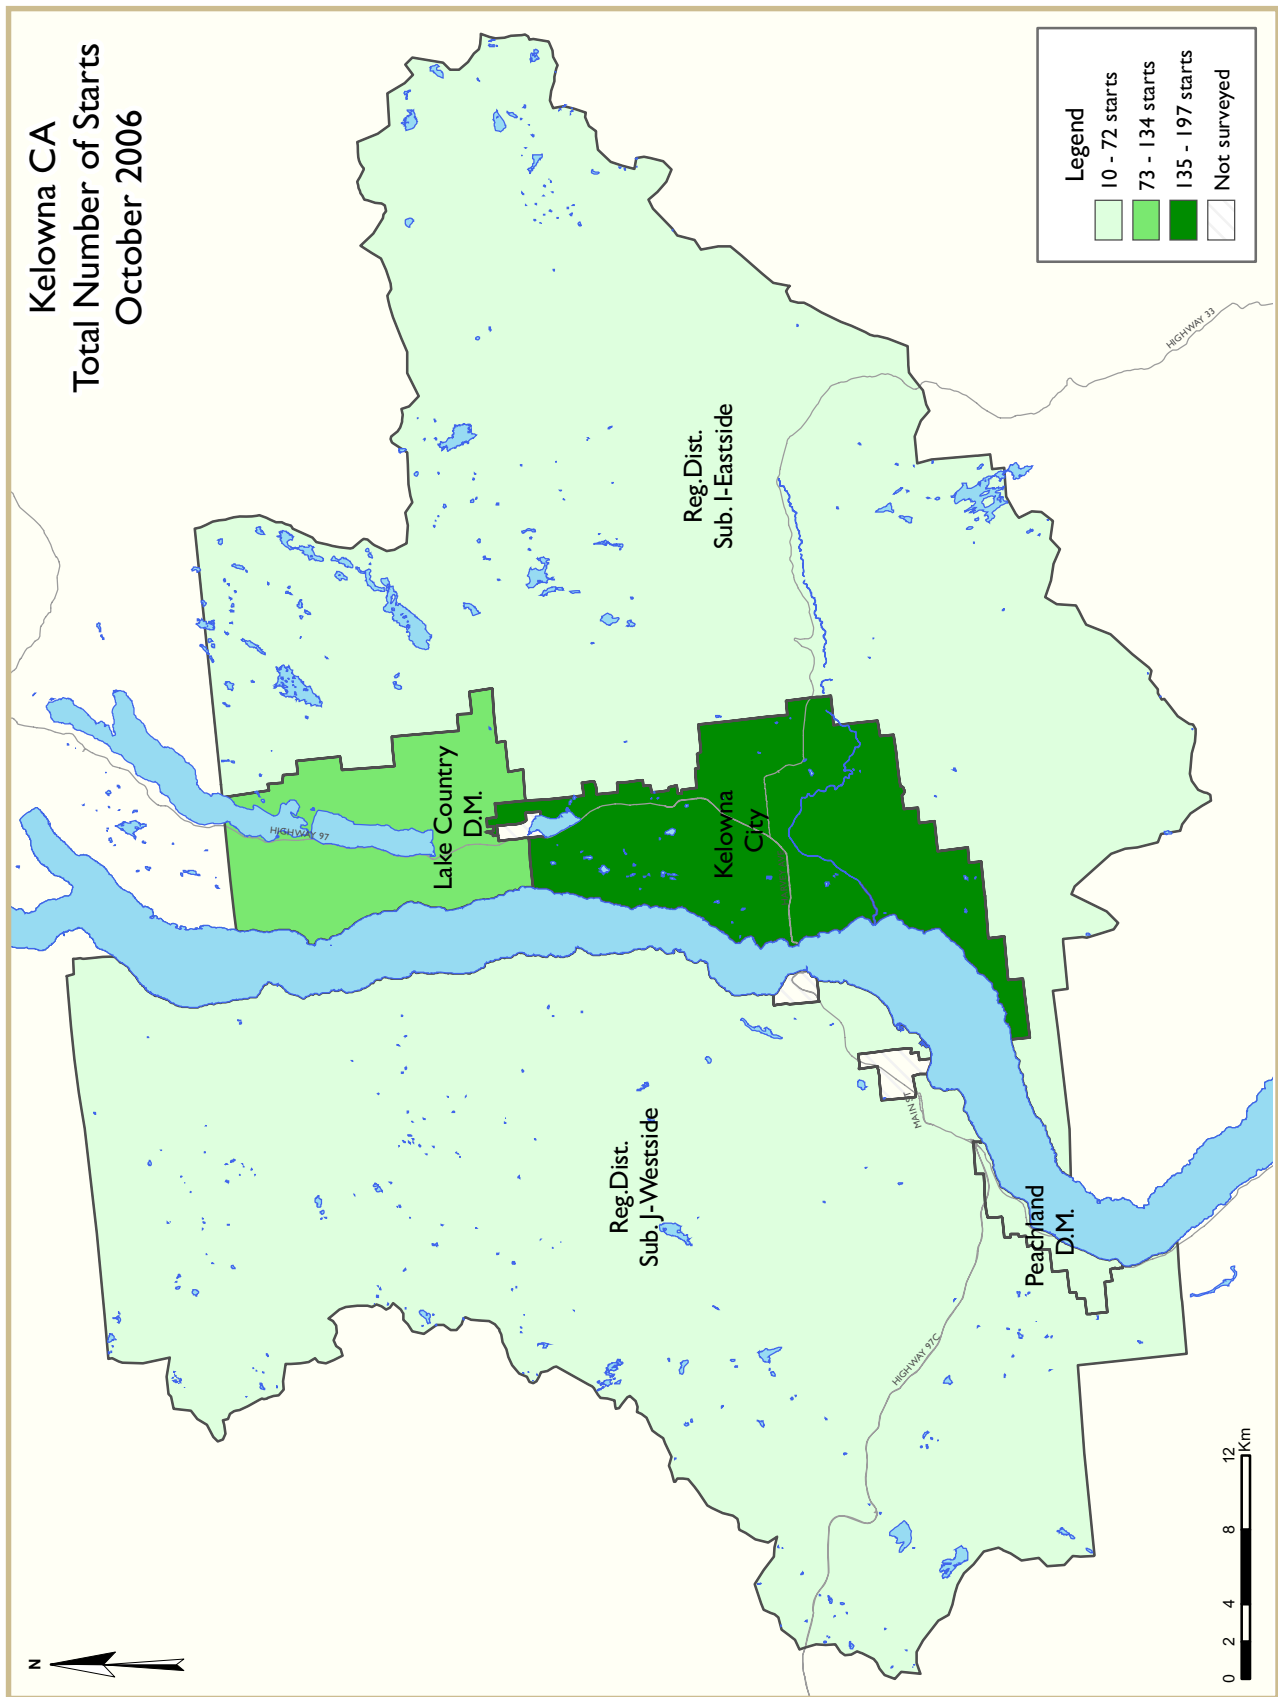 Kelowna CA
Total Number of Starts
October 2006
Legend
10 - 72 starts
73 - 134 starts
135 - 197 starts
Not surveyed
HIGHWAY 33
Reg.Dist.
Sub. I-Eastside
Lake Country
D.M.
HIGHWAY 97
Kelowna
City
Reg.Dist.
Sub. J-Westside
MAIN ST
Peachland
D.M.
HIGHWAY 97C
N
0 2 4 8 12
Km